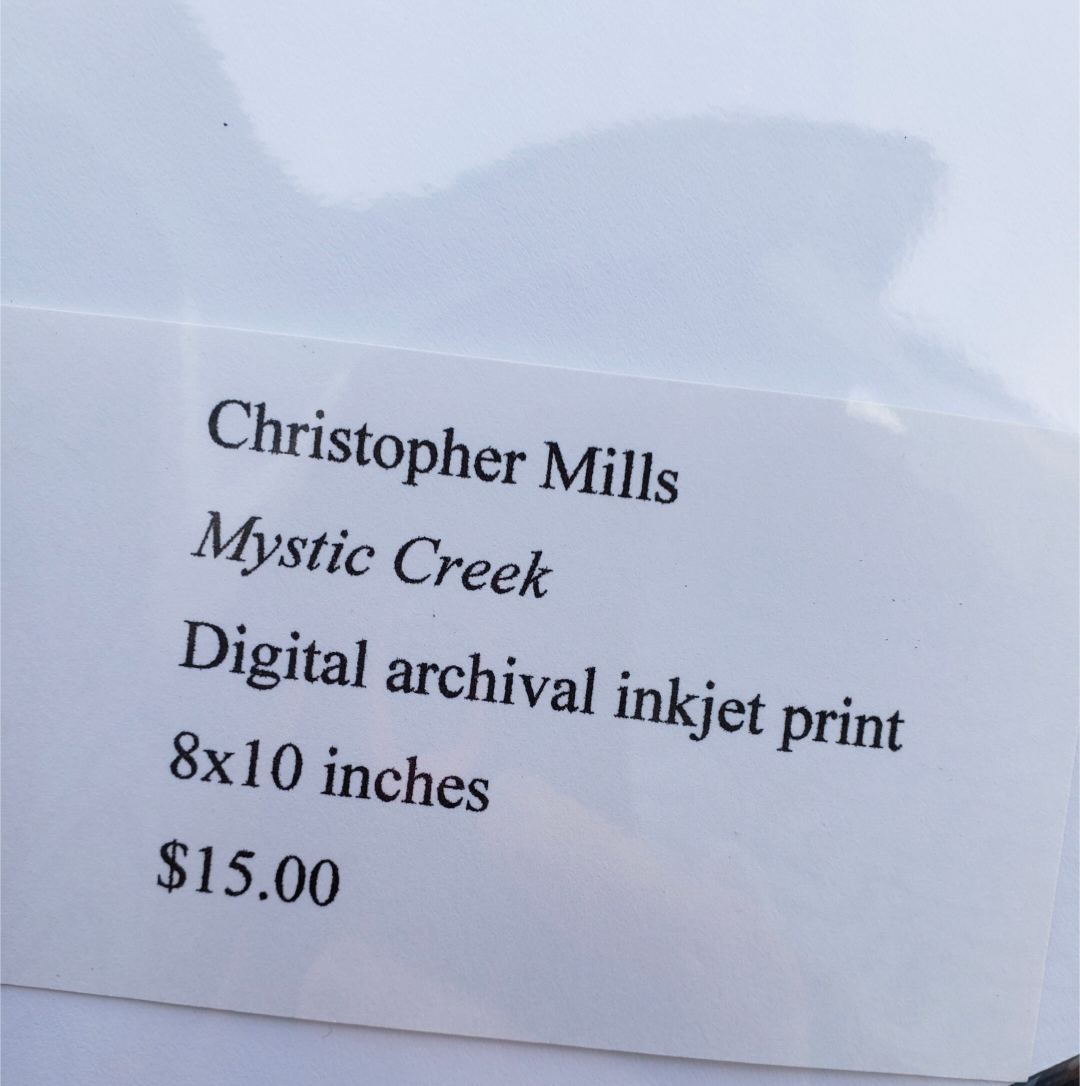 Christopher Mills
Mystic Creek
Digital archival inkjet print
8x10 inches
$15.00